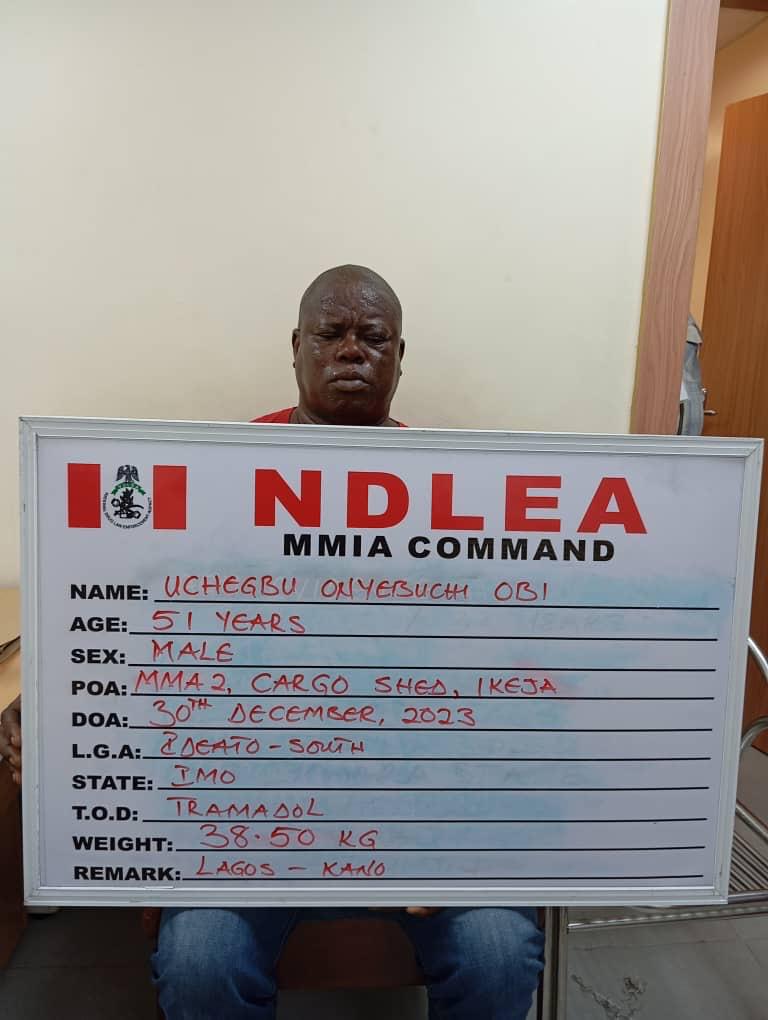 NDLEA
MMIA COMMAND
NAME: UCHEGBU ONYEBUCHI OBI
AGE: 51 YEARS
SEX: MALE
POA: MMA2, CARGO SHED, IKEJA
DOA: 30TH DECEMBER, 2023
L.G.A: IDEATO-SOUTH
STATE: IMO
T.O.D: TRAMADOL
WEIGHT: 38.50 KG
REMARK: LAGOS - KANO